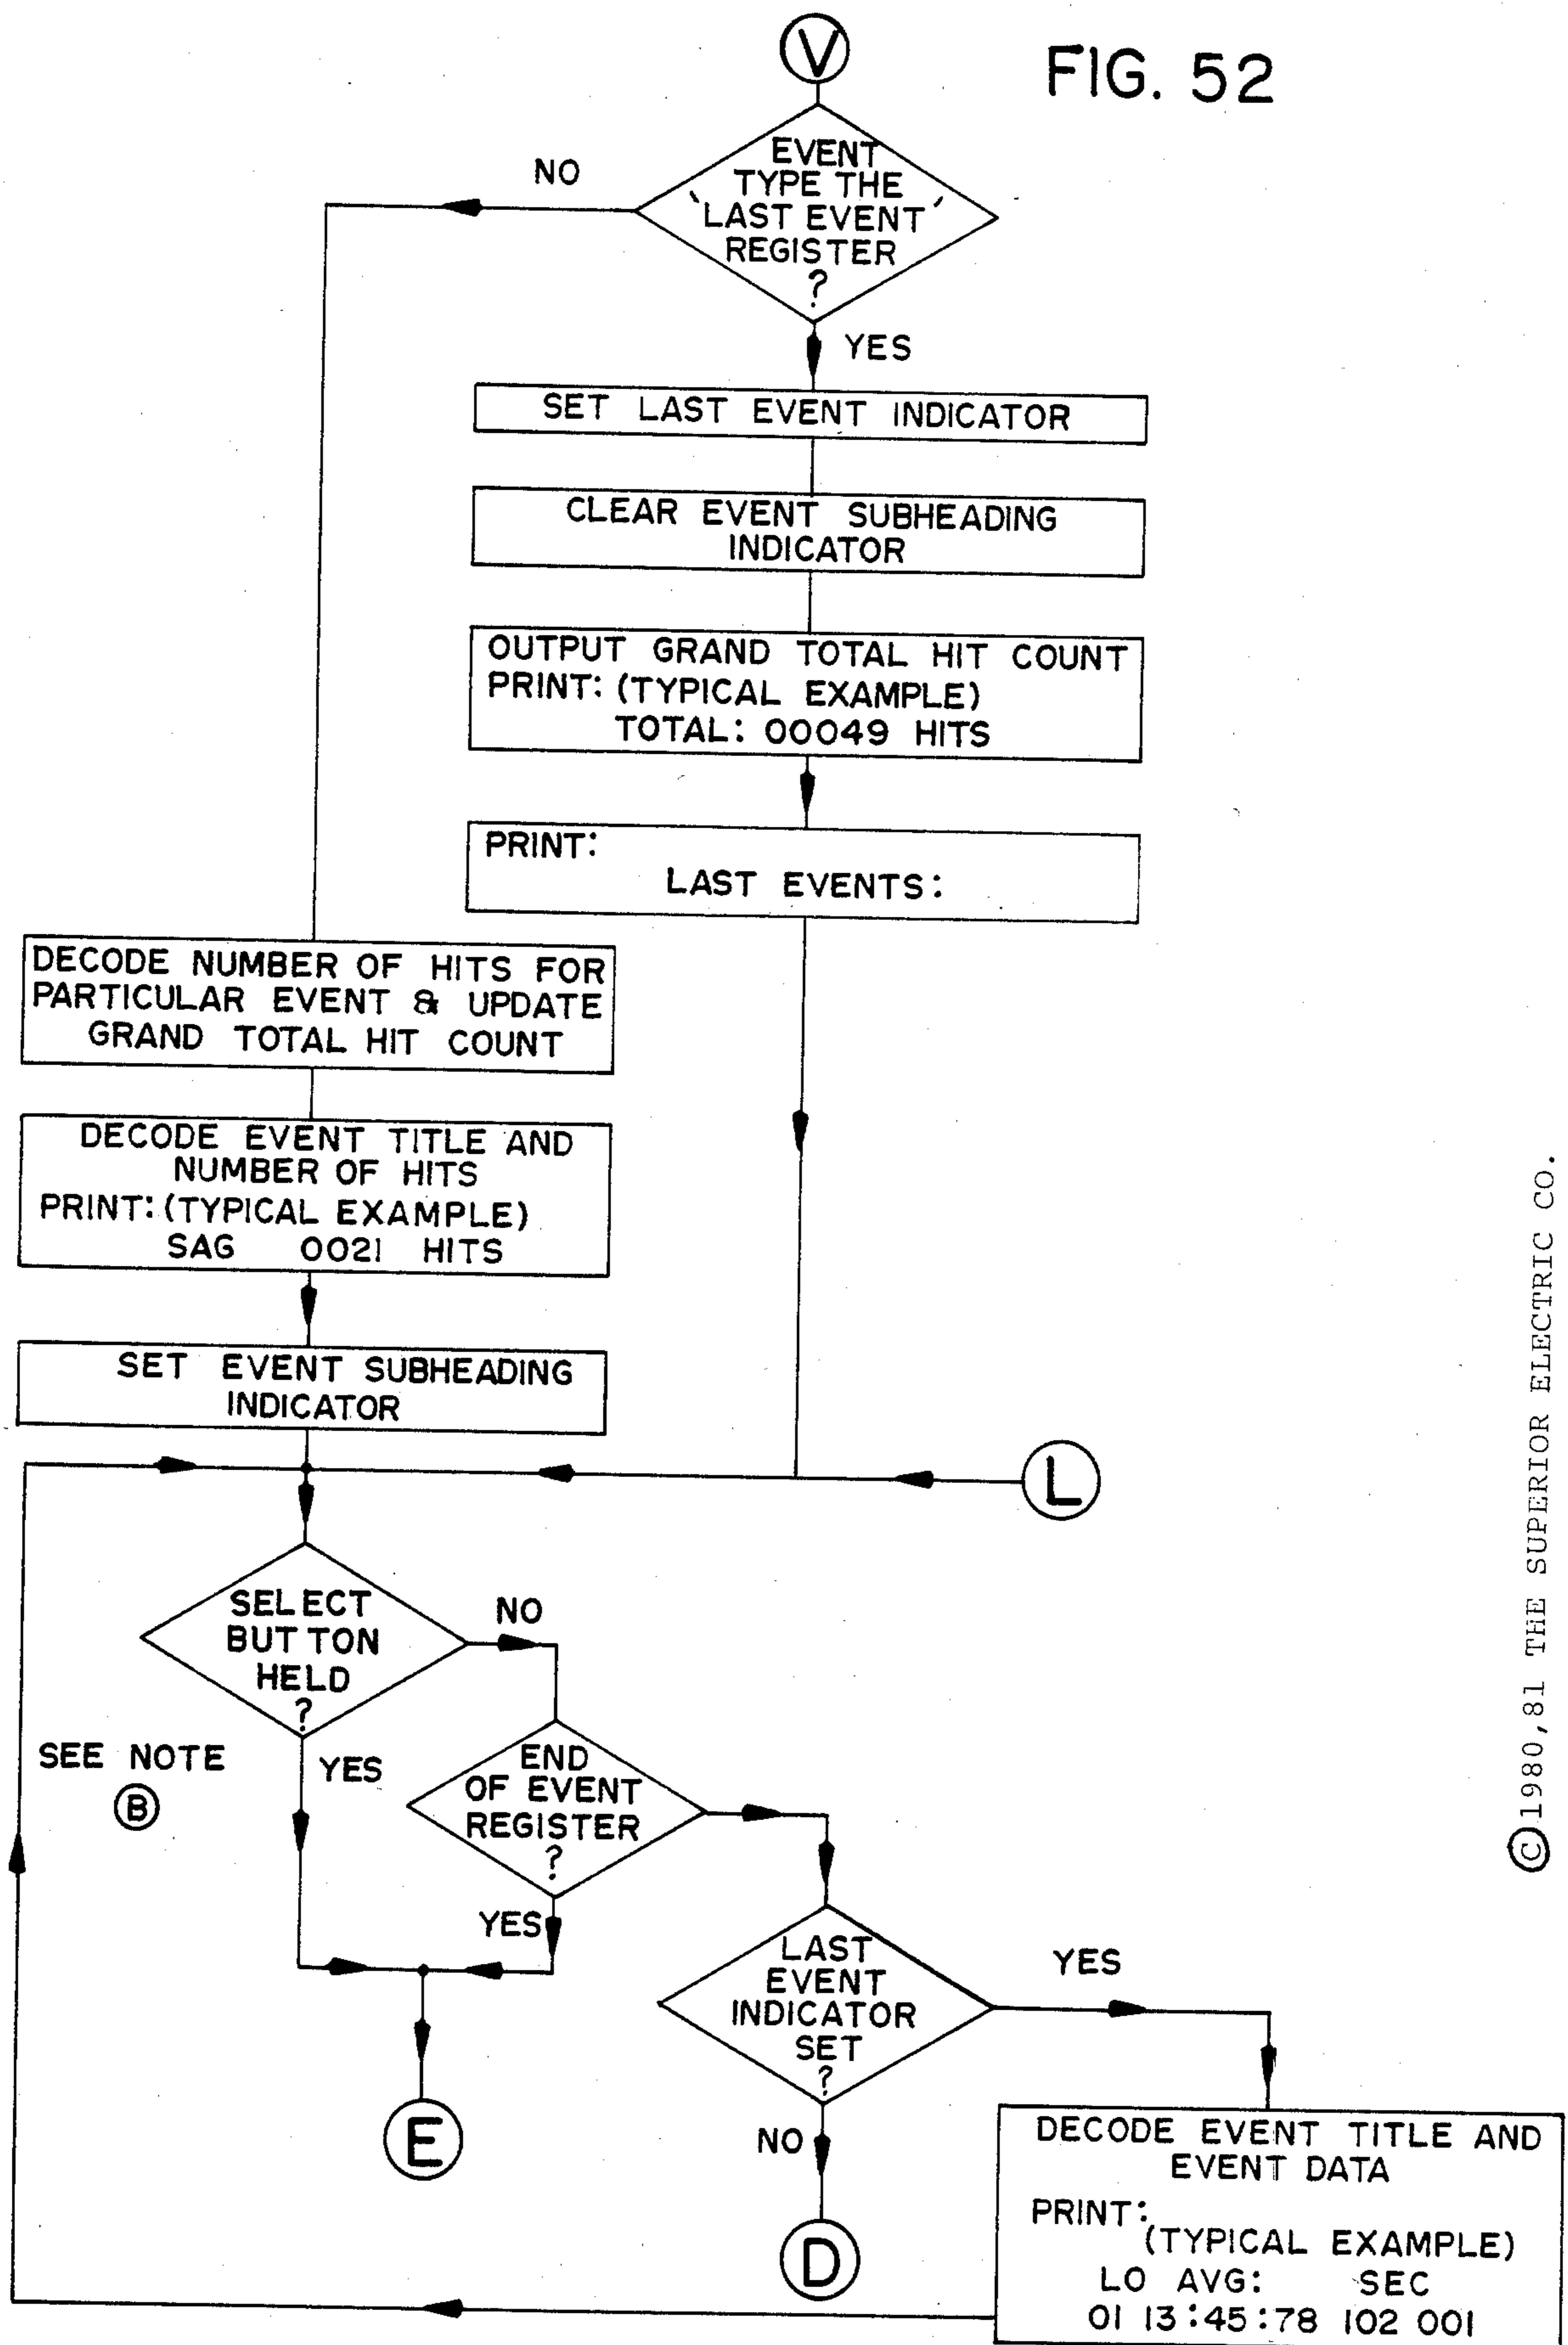 V
FIG. 52
EVENT
TYPE THE
'LAST EVENT'
REGISTER
?
NO
YES
SET LAST EVENT INDICATOR
CLEAR EVENT SUBHEADING
INDICATOR
OUTPUT GRAND TOTAL HIT COUNT
PRINT: (TYPICAL EXAMPLE)
TOTAL: 00049 HITS
PRINT:
LAST EVENTS:
DECODE NUMBER OF HITS FOR
PARTICULAR EVENT & UPDATE
GRAND TOTAL HIT COUNT
DECODE EVENT TITLE AND
NUMBER OF HITS
PRINT: (TYPICAL EXAMPLE)
SAG 0021 HITS
SET EVENT SUBHEADING
INDICATOR
L
SELECT
BUTTON
HELD
?
NO
YES
SEE NOTE
B
END
OF EVENT
REGISTER
?
YES
LAST
EVENT
INDICATOR
SET
?
YES
NO
E
D
DECODE EVENT TITLE AND
EVENT DATA
PRINT:
(TYPICAL EXAMPLE)
LO AVG: SEC
01 13:45:78 102 001
©1980,81 THE SUPERIOR ELECTRIC CO.